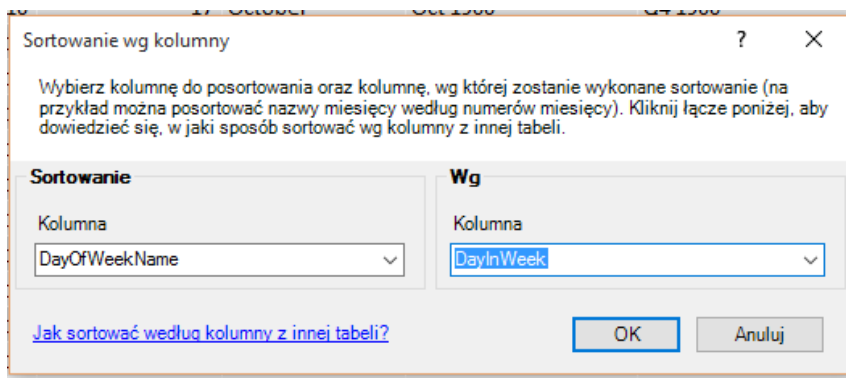 Sortowanie wg kolumny
Wybierz kolumnę do posortowania oraz kolumnę, wg której zostanie wykonane sortowanie (na
przykład można posortować nazwy miesięcy według numerów miesięcy). Kliknij łącze poniżej, aby
dowiedzieć się, w jaki sposób sortować wg kolumny z innej tabeli.
Sortowanie
Wg
Kolumna
Kolumna
DayOfWeekName
DayInWeek
Jak sortować według kolumny z innej tabeli?
OK
Anuluj